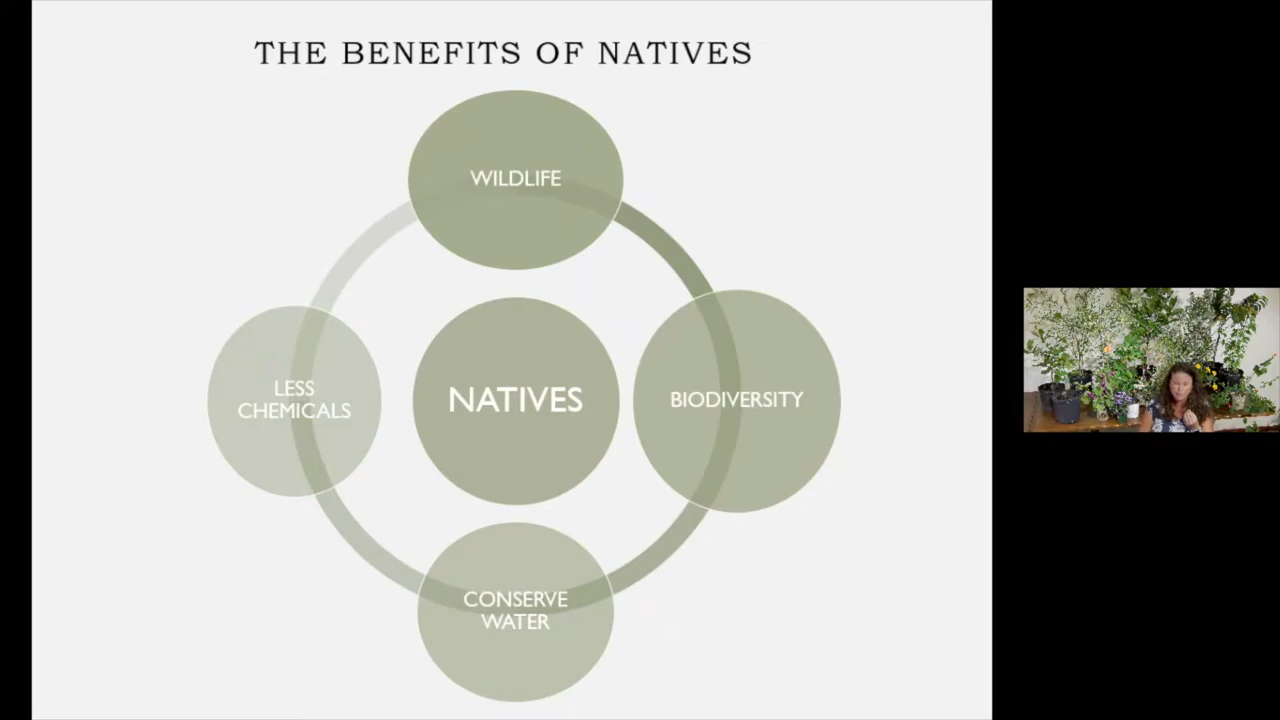 THE BENEFITS OF NATIVES
WILDLIFE
LESS
CHEMICALS
NATIVES
BIODIVERSITY
CONSERVE
WATER